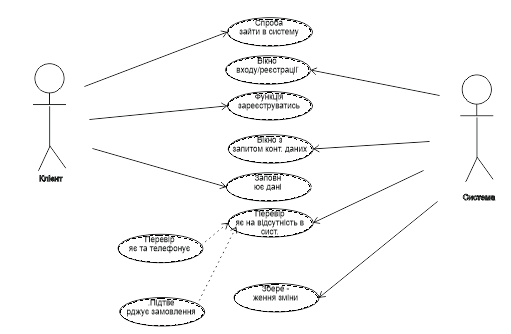 Спроба
зайти в систему
Вікно
входу/реєстрації
Функція
зареєструватись
Вікно з
запитом конт. даних
Заповн
ює дані
Перевір
яє на відсутність в
сист.
Перевір
яє та телефонує
Підтве
рджує замовлення
Збере -
ження зміни
Клієнт
Система